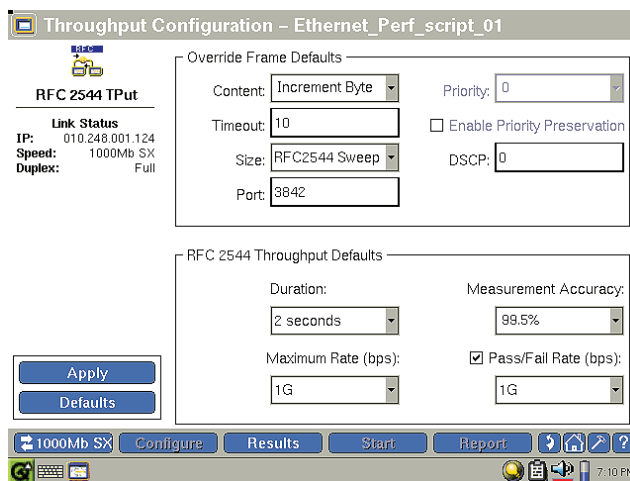 Throughput Configuration – Ethernet_Perf_script_01
RFC
RFC 2544 TPut
Link Status
IP: 010.248.001.124
Speed: 1000Mb SX
Duplex: Full
Apply
Defaults
Override Frame Defaults
Content: Increment Byte
Priority: 0
Timeout: 10
Enable Priority Preservation
Size: RFC2544 Sweep
DSCP: 0
Port: 3842
RFC 2544 Throughput Defaults
Duration:
Measurement Accuracy:
2 seconds
99.5%
Maximum Rate (bps):
Pass/Fail Rate (bps):
1G
1G
1000Mb SX Configure Results Start Report ?
7:10 PM